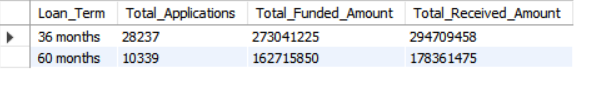 Loan_Term Total_Applications Total_Funded_Amount Total_Received_Amount
36 months 28237 273041225 294709458
60 months 10339 162715850 178361475